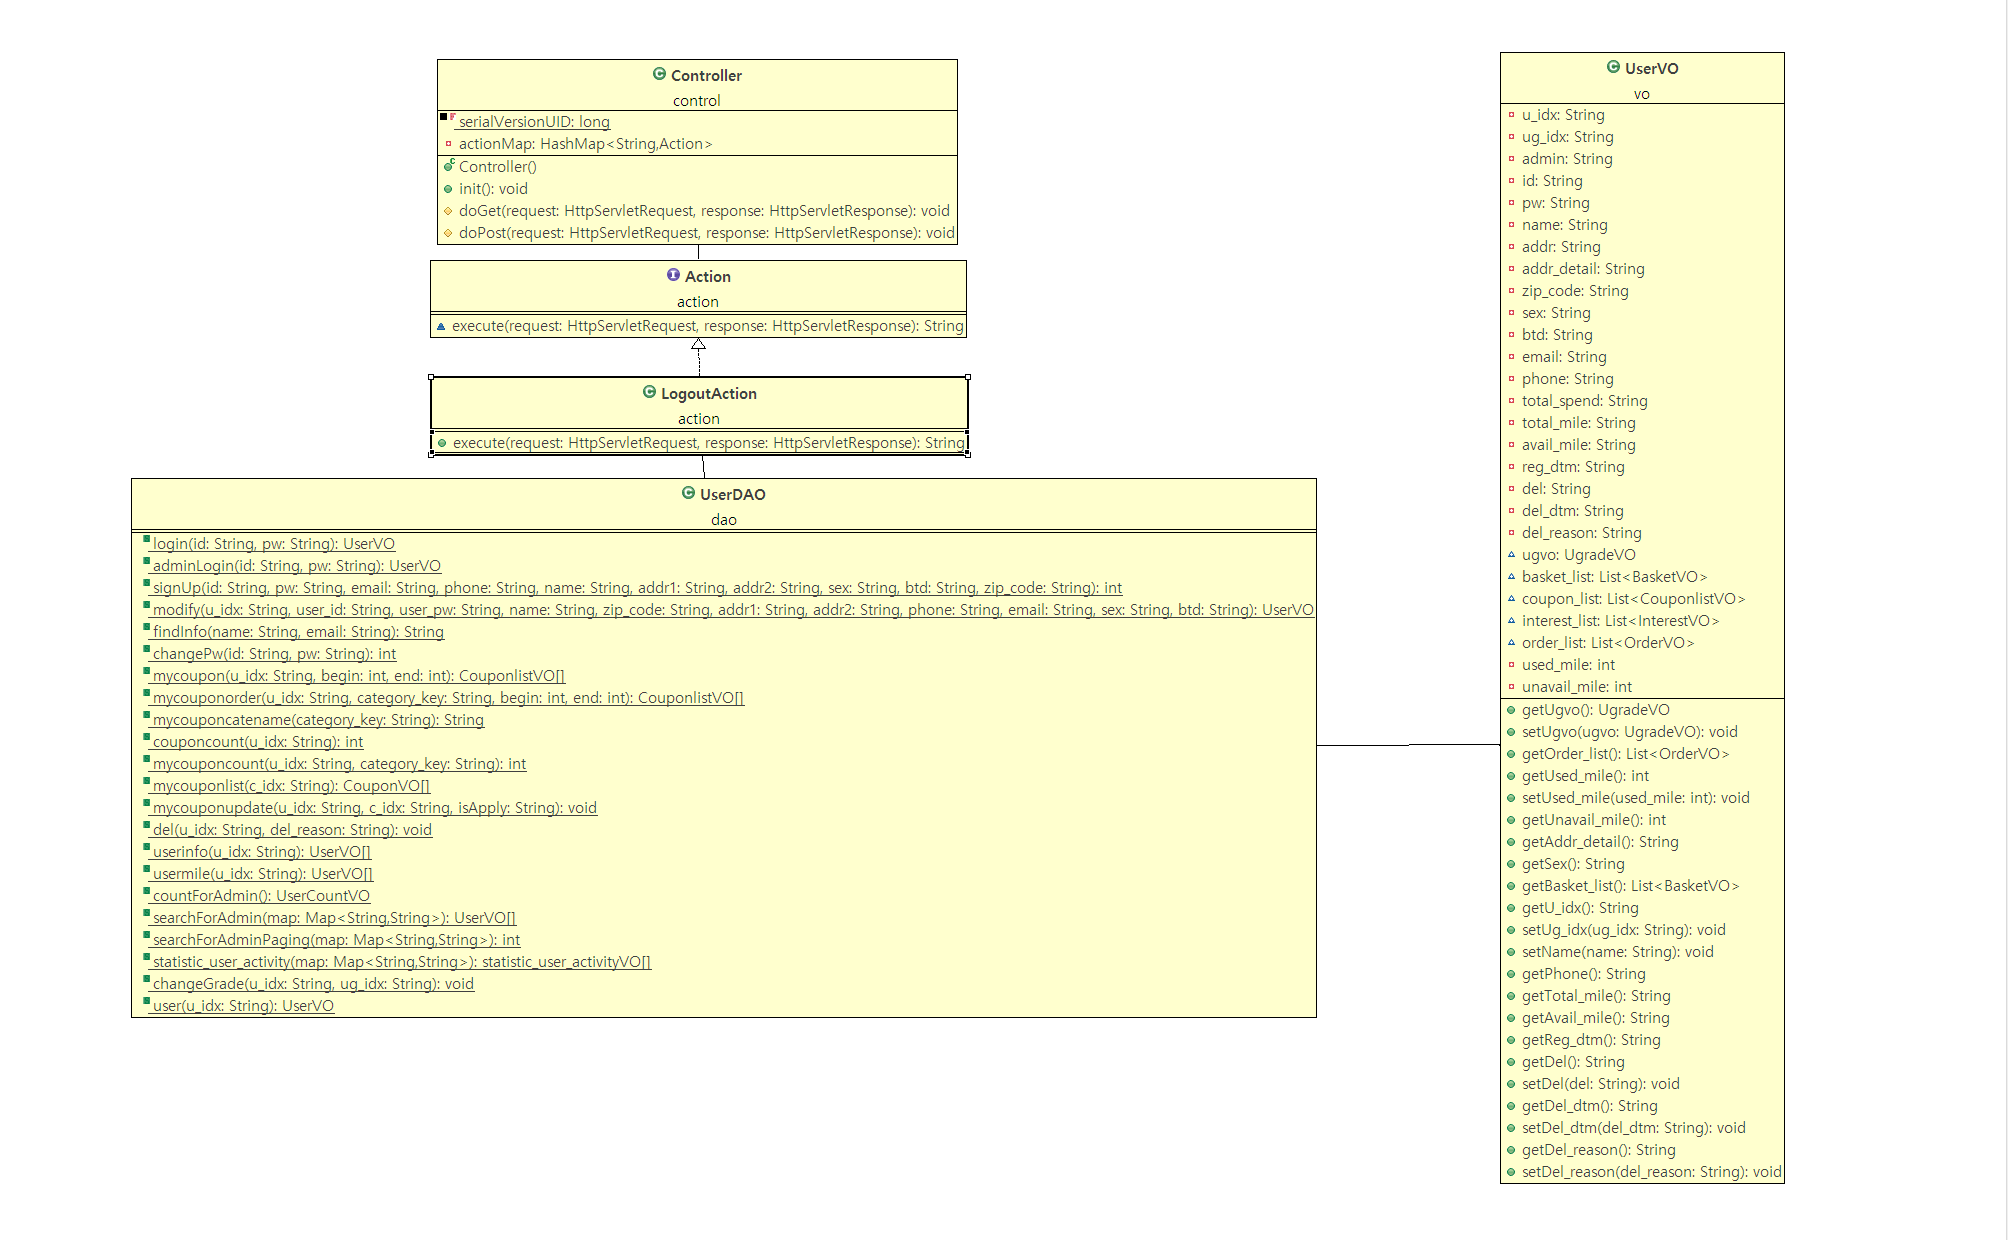 Controller
control
serialVersionUID: long
actionMap: HashMap<String,Action>
Controller()
init(): void
doGet(request: HttpServletRequest, response: HttpServletResponse): void
doPost(request: HttpServletRequest, response: HttpServletResponse): void
Action
action
execute(request: HttpServletRequest, response: HttpServletResponse): String
LogoutAction
action
execute(request: HttpServletRequest, response: HttpServletResponse): String
UserDAO
dao
login(id: String, pw: String): UserVO
adminLogin(id: String, pw: String): UserVO
signUp(id: String, pw: String, email: String, phone: String, name: String, addr1: String, addr2: String, sex: String, btd: String, zip_code: String): int
modify(u_idx: String, user_id: String, user_pw: String, name: String, zip_code: String, addr1: String, addr2: String, phone: String, email: String, sex: String, btd: String): UserVO
findInfo(name: String, email: String): String
changePw(id: String, pw: String): int
mycoupon(u_idx: String, begin: int, end: int): CouponlistVO[]
mycouponorder(u_idx: String, category_key: String, begin: int, end: int): CouponlistVO[]
mycouponcatename(category_key: String): String
couponcount(u_idx: String): int
mycouponcount(u_idx: String, category_key: String): int
mycouponlist(c_idx: String): CouponVO[]
mycouponupdate(u_idx: String, c_idx: String, isApply: String): void
del(u_idx: String, del_reason: String): void
userinfo(u_idx: String): UserVO[]
usermile(u_idx: String): UserVO[]
countForAdmin(): UserCountVO
searchForAdmin(map: Map<String,String>): UserVO[]
searchForAdminPaging(map: Map<String,String>): int
statistic_user_activity(map: Map<String,String>): statistic_user_activityVO[]
changeGrade(u_idx: String, ug_idx: String): void
user(u_idx: String): UserVO
UserVO
vo
u_idx: String
ug_idx: String
admin: String
id: String
pw: String
name: String
addr: String
addr_detail: String
zip_code: String
sex: String
btd: String
email: String
phone: String
total_spend: String
total_mile: String
avail_mile: String
reg_dtm: String
del: String
del_dtm: String
del_reason: String
ugvo: UgradeVO
basket_list: List<BasketVO>
coupon_list: List<CouponlistVO>
interest_list: List<InterestVO>
order_list: List<OrderVO>
used_mile: int
unavail_mile: int
getUgvo(): UgradeVO
setUgvo(ugvo: UgradeVO): void
getOrder_list(): List<OrderVO>
getUsed_mile(): int
setUsed_mile(used_mile: int): void
getUnavail_mile(): int
getAddr_detail(): String
getSex(): String
getBasket_list(): List<BasketVO>
getU_idx(): String
setUg_idx(ug_idx: String): void
setName(name: String): void
getPhone(): String
getTotal_mile(): String
getAvail_mile(): String
getReg_dtm(): String
getDel(): String
setDel(del: String): void
getDel_dtm(): String
setDel_dtm(del_dtm: String): void
getDel_reason(): String
setDel_reason(del_reason: String): void